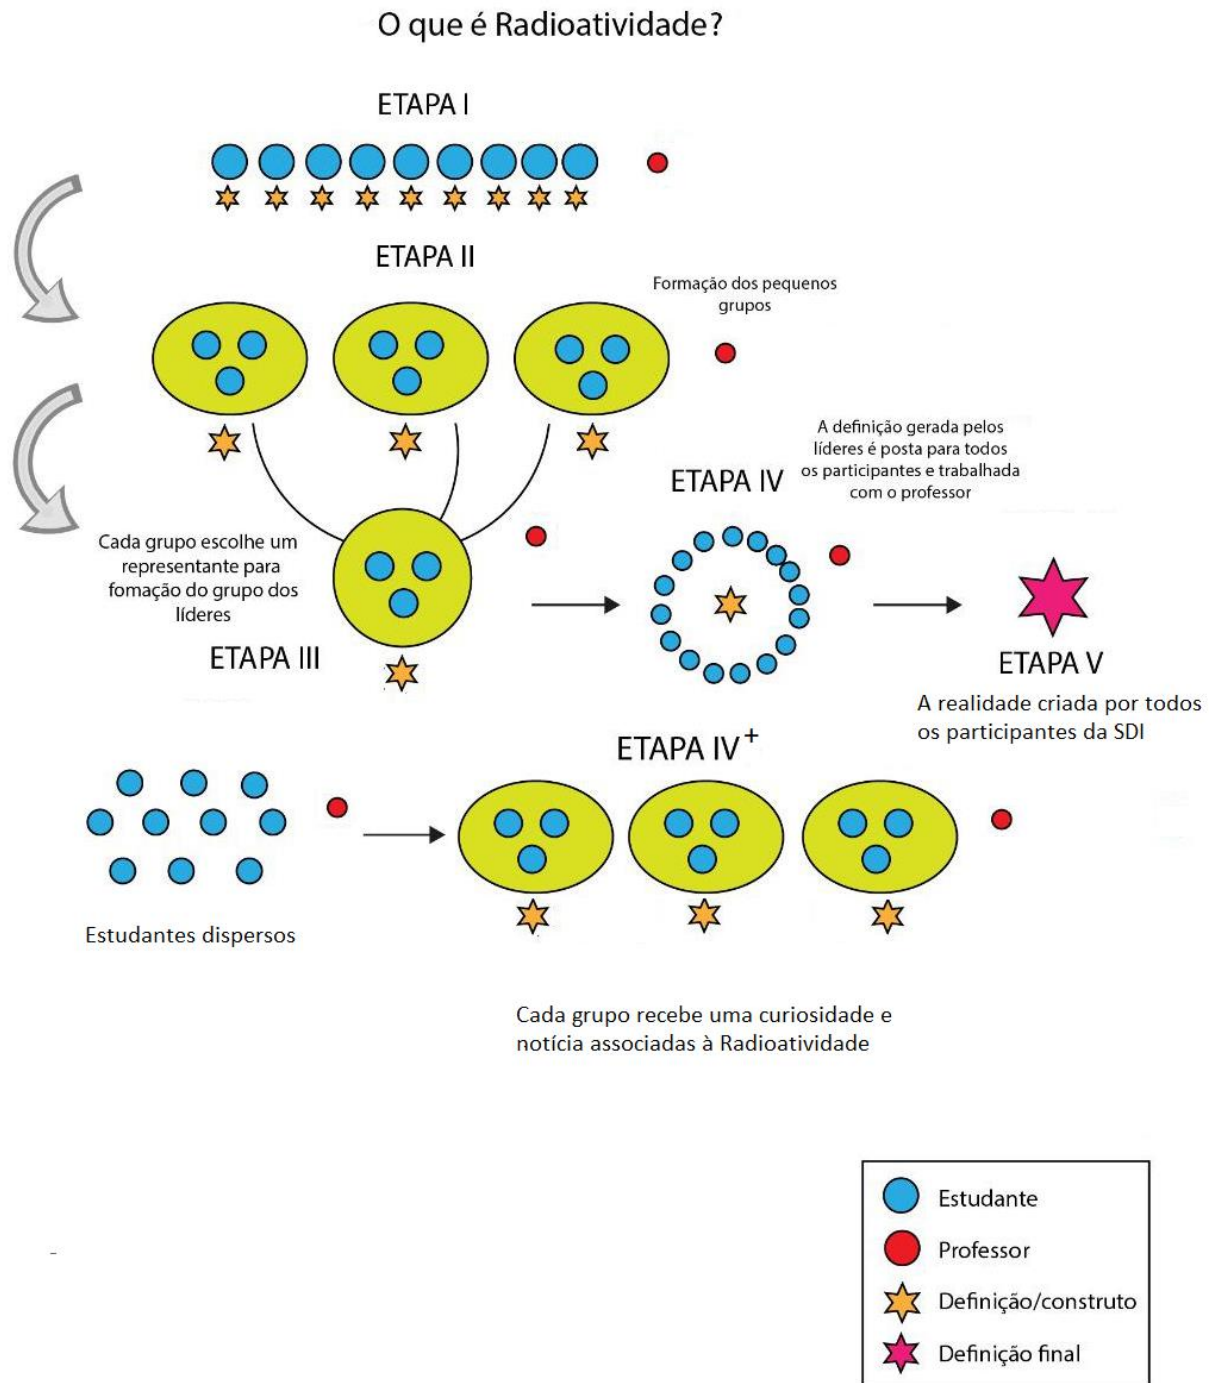 O que é Radioatividade?
ETAPA I
ETAPA II
Formação dos pequenos
grupos
A definição gerada pelos
líderes é posta para todos
os participantes e trabalhada
com o professor
ETAPA IV
Cada grupo escolhe um
representante para
fomação do grupo dos
líderes
ETAPA III
ETAPA V
A realidade criada por todos
os participantes da SDI
ETAPA IV+
Estudantes dispersos
Cada grupo recebe uma curiosidade e
notícia associadas à Radioatividade
Estudante
Professor
Definição/construto
Definição final